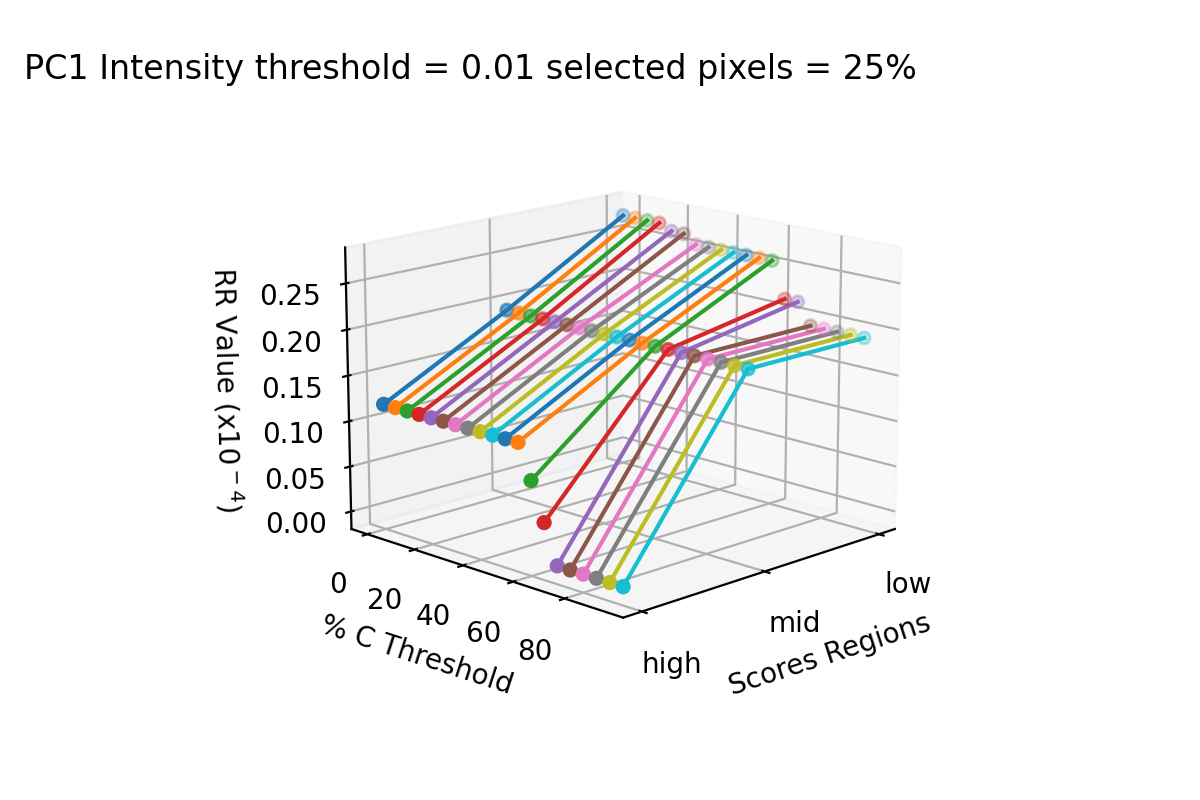 PC1 Intensity threshold = 0.01 selected pixels = 25%
RR Value (x10⁻⁴)
0.25
0.20
0.15
0.10
0.05
0.00
0
20
40
60
80
% C Threshold
high
mid
low
Scores Regions